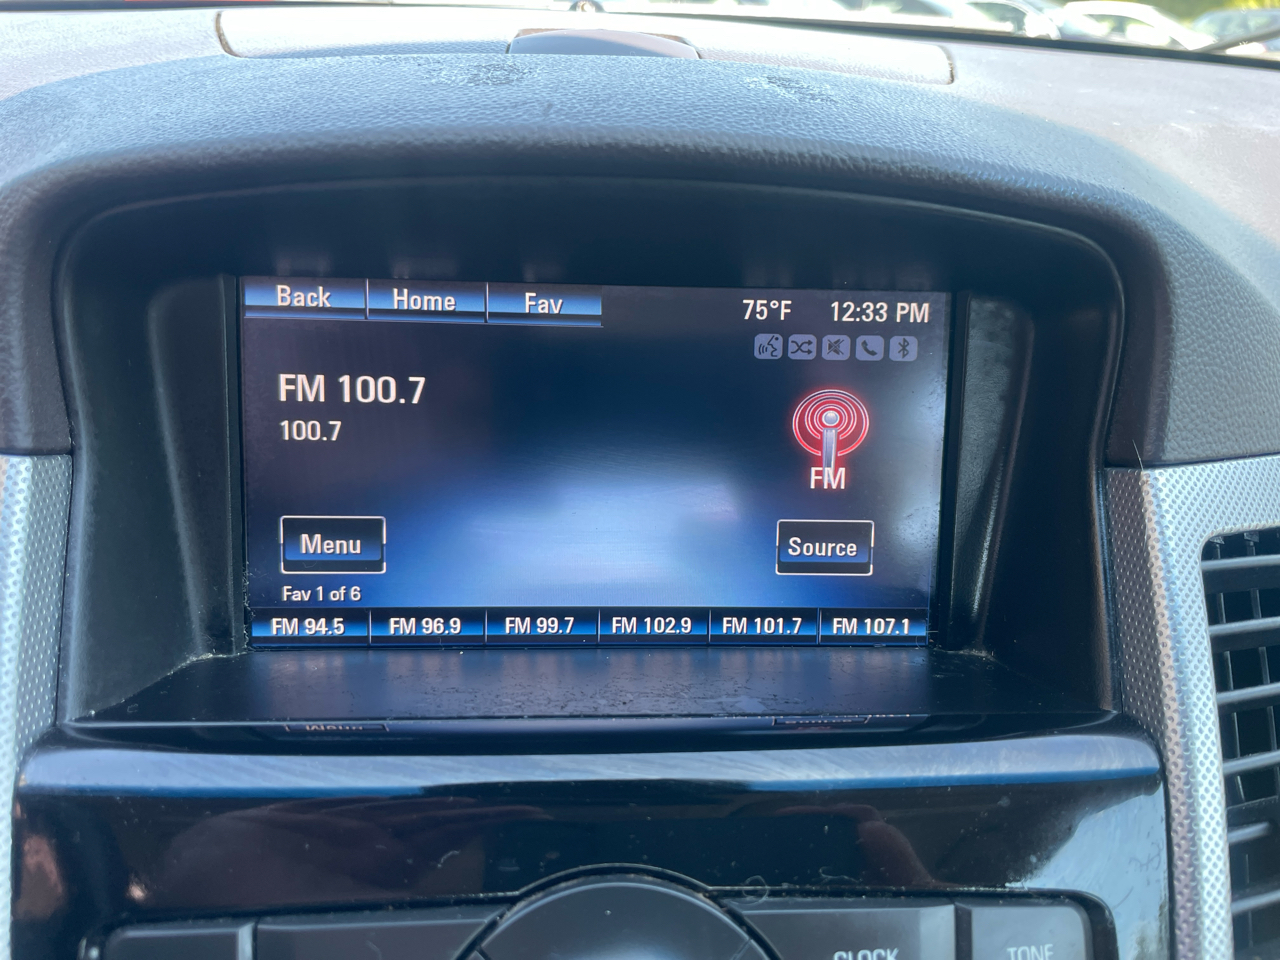 Back Home Fav 75°F 12:33 PM
FM 100.7
100.7
FM
Menu Source
Fav 1 of 6
FM 94.5 FM 96.9 FM 99.7 FM 102.9 FM 101.7 FM 107.1
CLOCK TONE